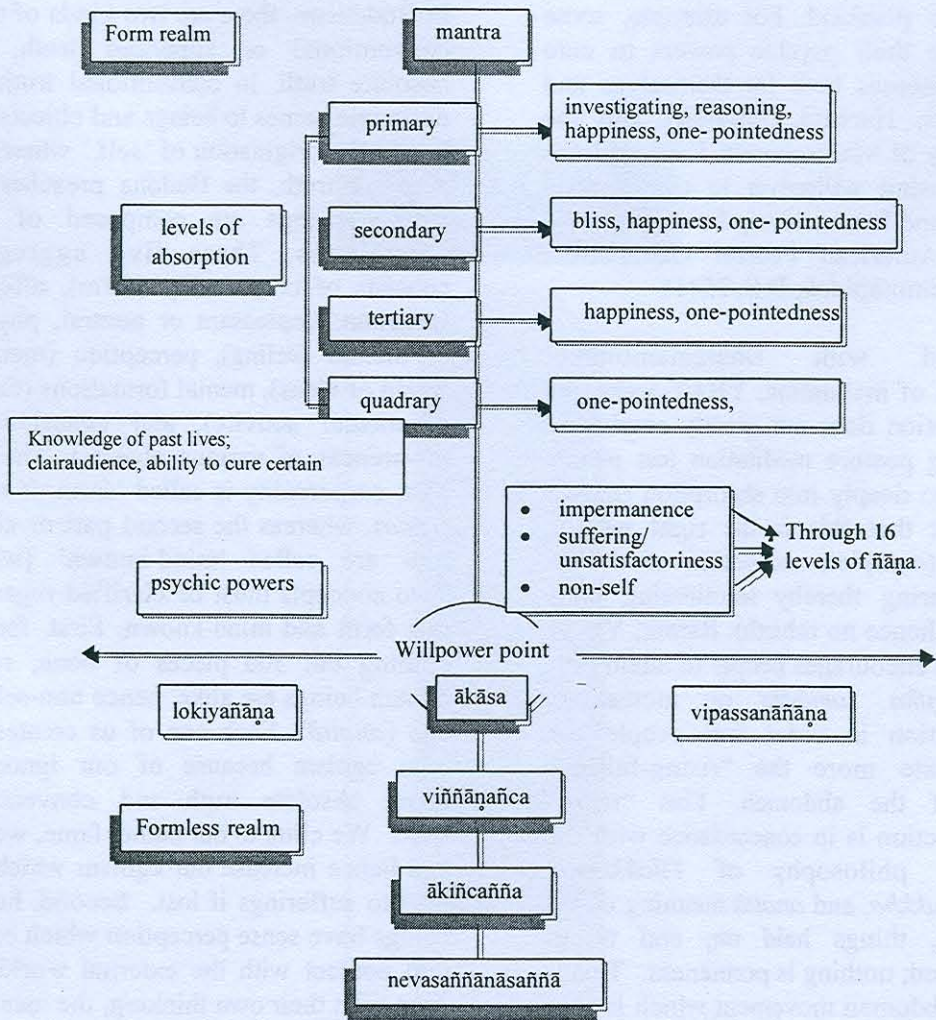 Form realm
mantra
primary
investigating, reasoning,
happiness, one- pointedness
levels of
absorption
secondary
bliss, happiness, one-pointedness
tertiary
happiness, one-pointedness
quadrary
one-pointedness,
Knowledge of past lives;
clairaudience, ability to cure certain
• impermanence
• suffering/
unsatisfactoriness
• non-self
Through 16
levels of ñāṇa
psychic powers
Willpower point
lokiyañāṇa
ākāsa
vipassanāñāṇa
viññāṇañca
Formless realm
ākiñcañña
nevasaññānāsaññā